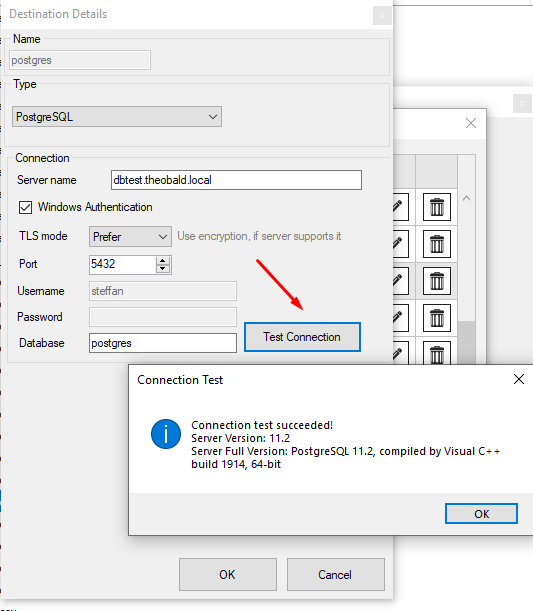 Destination Details
Name
postgres
Type
PostgreSQL
Connection
Server name
dbtest.theobald.local
Windows Authentication
TLS mode
Prefer
Use encryption, if server supports it
Port
5432
Username
steffan
Password
Database
postgres
Test Connection
Connection Test
Connection test succeeded!
Server Version: 11.2
Server Full Version: PostgreSQL 11.2, compiled by Visual C++
build 1914, 64-bit
OK
OK
Cancel